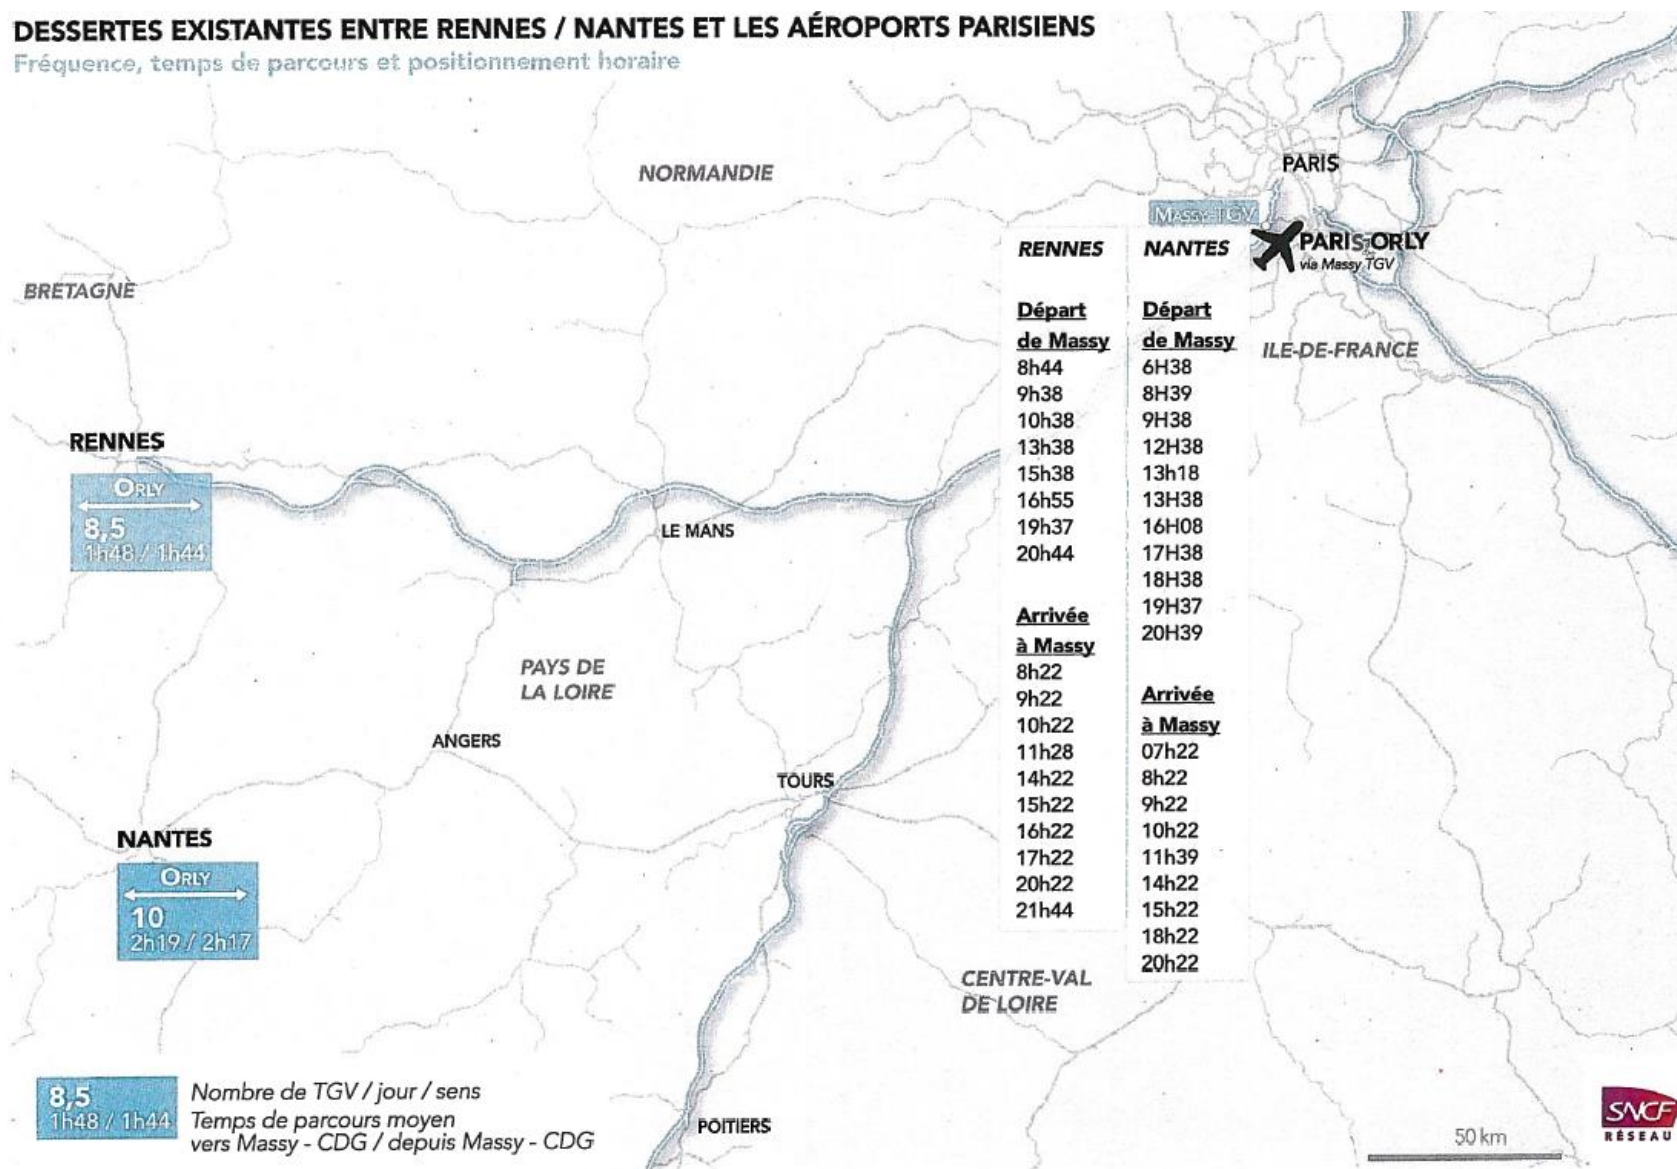 DESSERTES EXISTANTES ENTRE RENNES / NANTES ET LES AÉROPORTS PARISIENS
Fréquence, temps de parcours et positionnement horaire
NORMANDIE
PARIS
MASSY TGV
PARIS-ORLY
via Massy TGV
BRETAGNE
ILE-DE-FRANCE
RENNES
ORLY
8,5
1h48 / 1h44
LE MANS
PAYS DE
LA LOIRE
ANGERS
TOURS
NANTES
ORLY
10
2h19 / 2h17
CENTRE-VAL
DE LOIRE
POITIERS
RENNES
Départ
de Massy
8h44
9h38
10h38
13h38
15h38
16h55
19h37
20h44
Arrivée
à Massy
8h22
9h22
10h22
11h28
14h22
15h22
16h22
17h22
20h22
21h44
NANTES
Départ
de Massy
6H38
8H39
9H38
12H38
13h18
13H38
16H08
17H38
18H38
19H37
20H39
Arrivée
à Massy
07h22
8h22
9h22
10h22
11h39
14h22
15h22
18h22
20h22
8,5
1h48 / 1h44
Nombre de TGV / jour / sens
Temps de parcours moyen
vers Massy - CDG / depuis Massy - CDG
50 km
SNCF
RÉSEAU